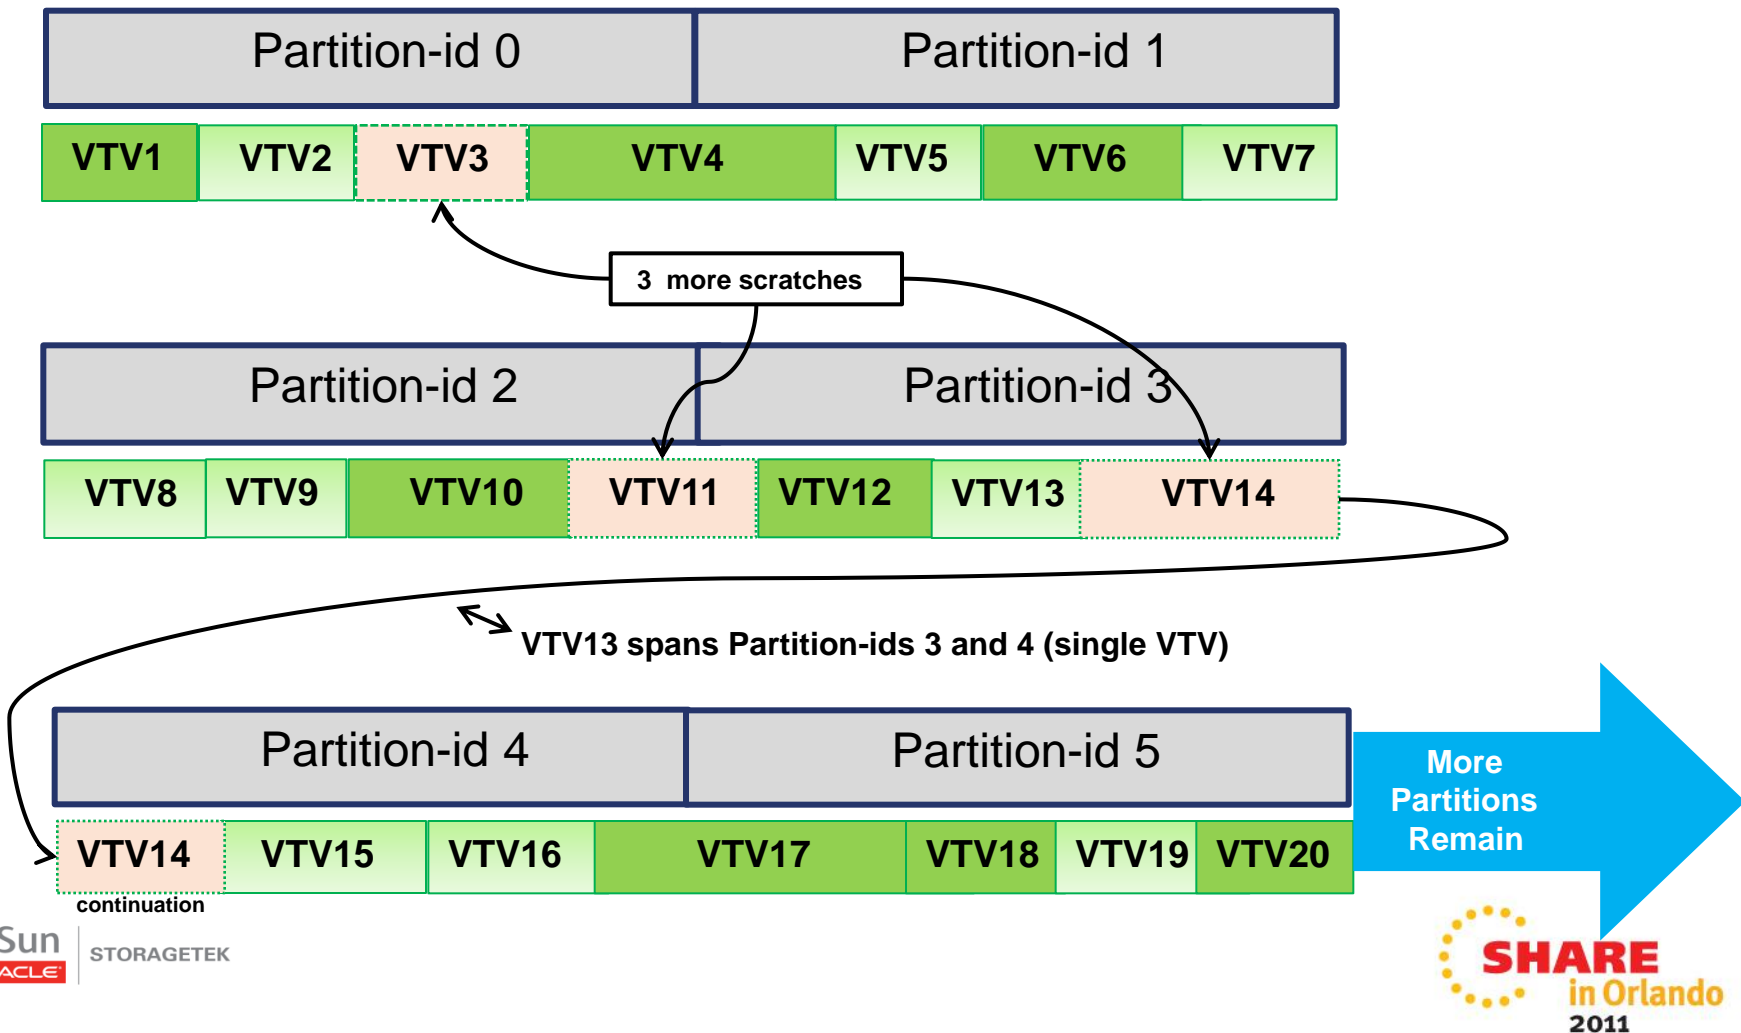 Partition-id 0 Partition-id 1
VTV1 VTV2 VTV3 VTV4 VTV5 VTV6 VTV7
3 more scratches
Partition-id 2 Partition-id 3
VTV8 VTV9 VTV10 VTV11 VTV12 VTV13 VTV14
VTV13 spans Partition-ids 3 and 4 (single VTV)
Partition-id 4 Partition-id 5
More
Partitions
Remain
VTV14 VTV15 VTV16 VTV17 VTV18 VTV19 VTV20
continuation
Sun
ACLE
STORAGETEK
SHARE
in Orlando
2011